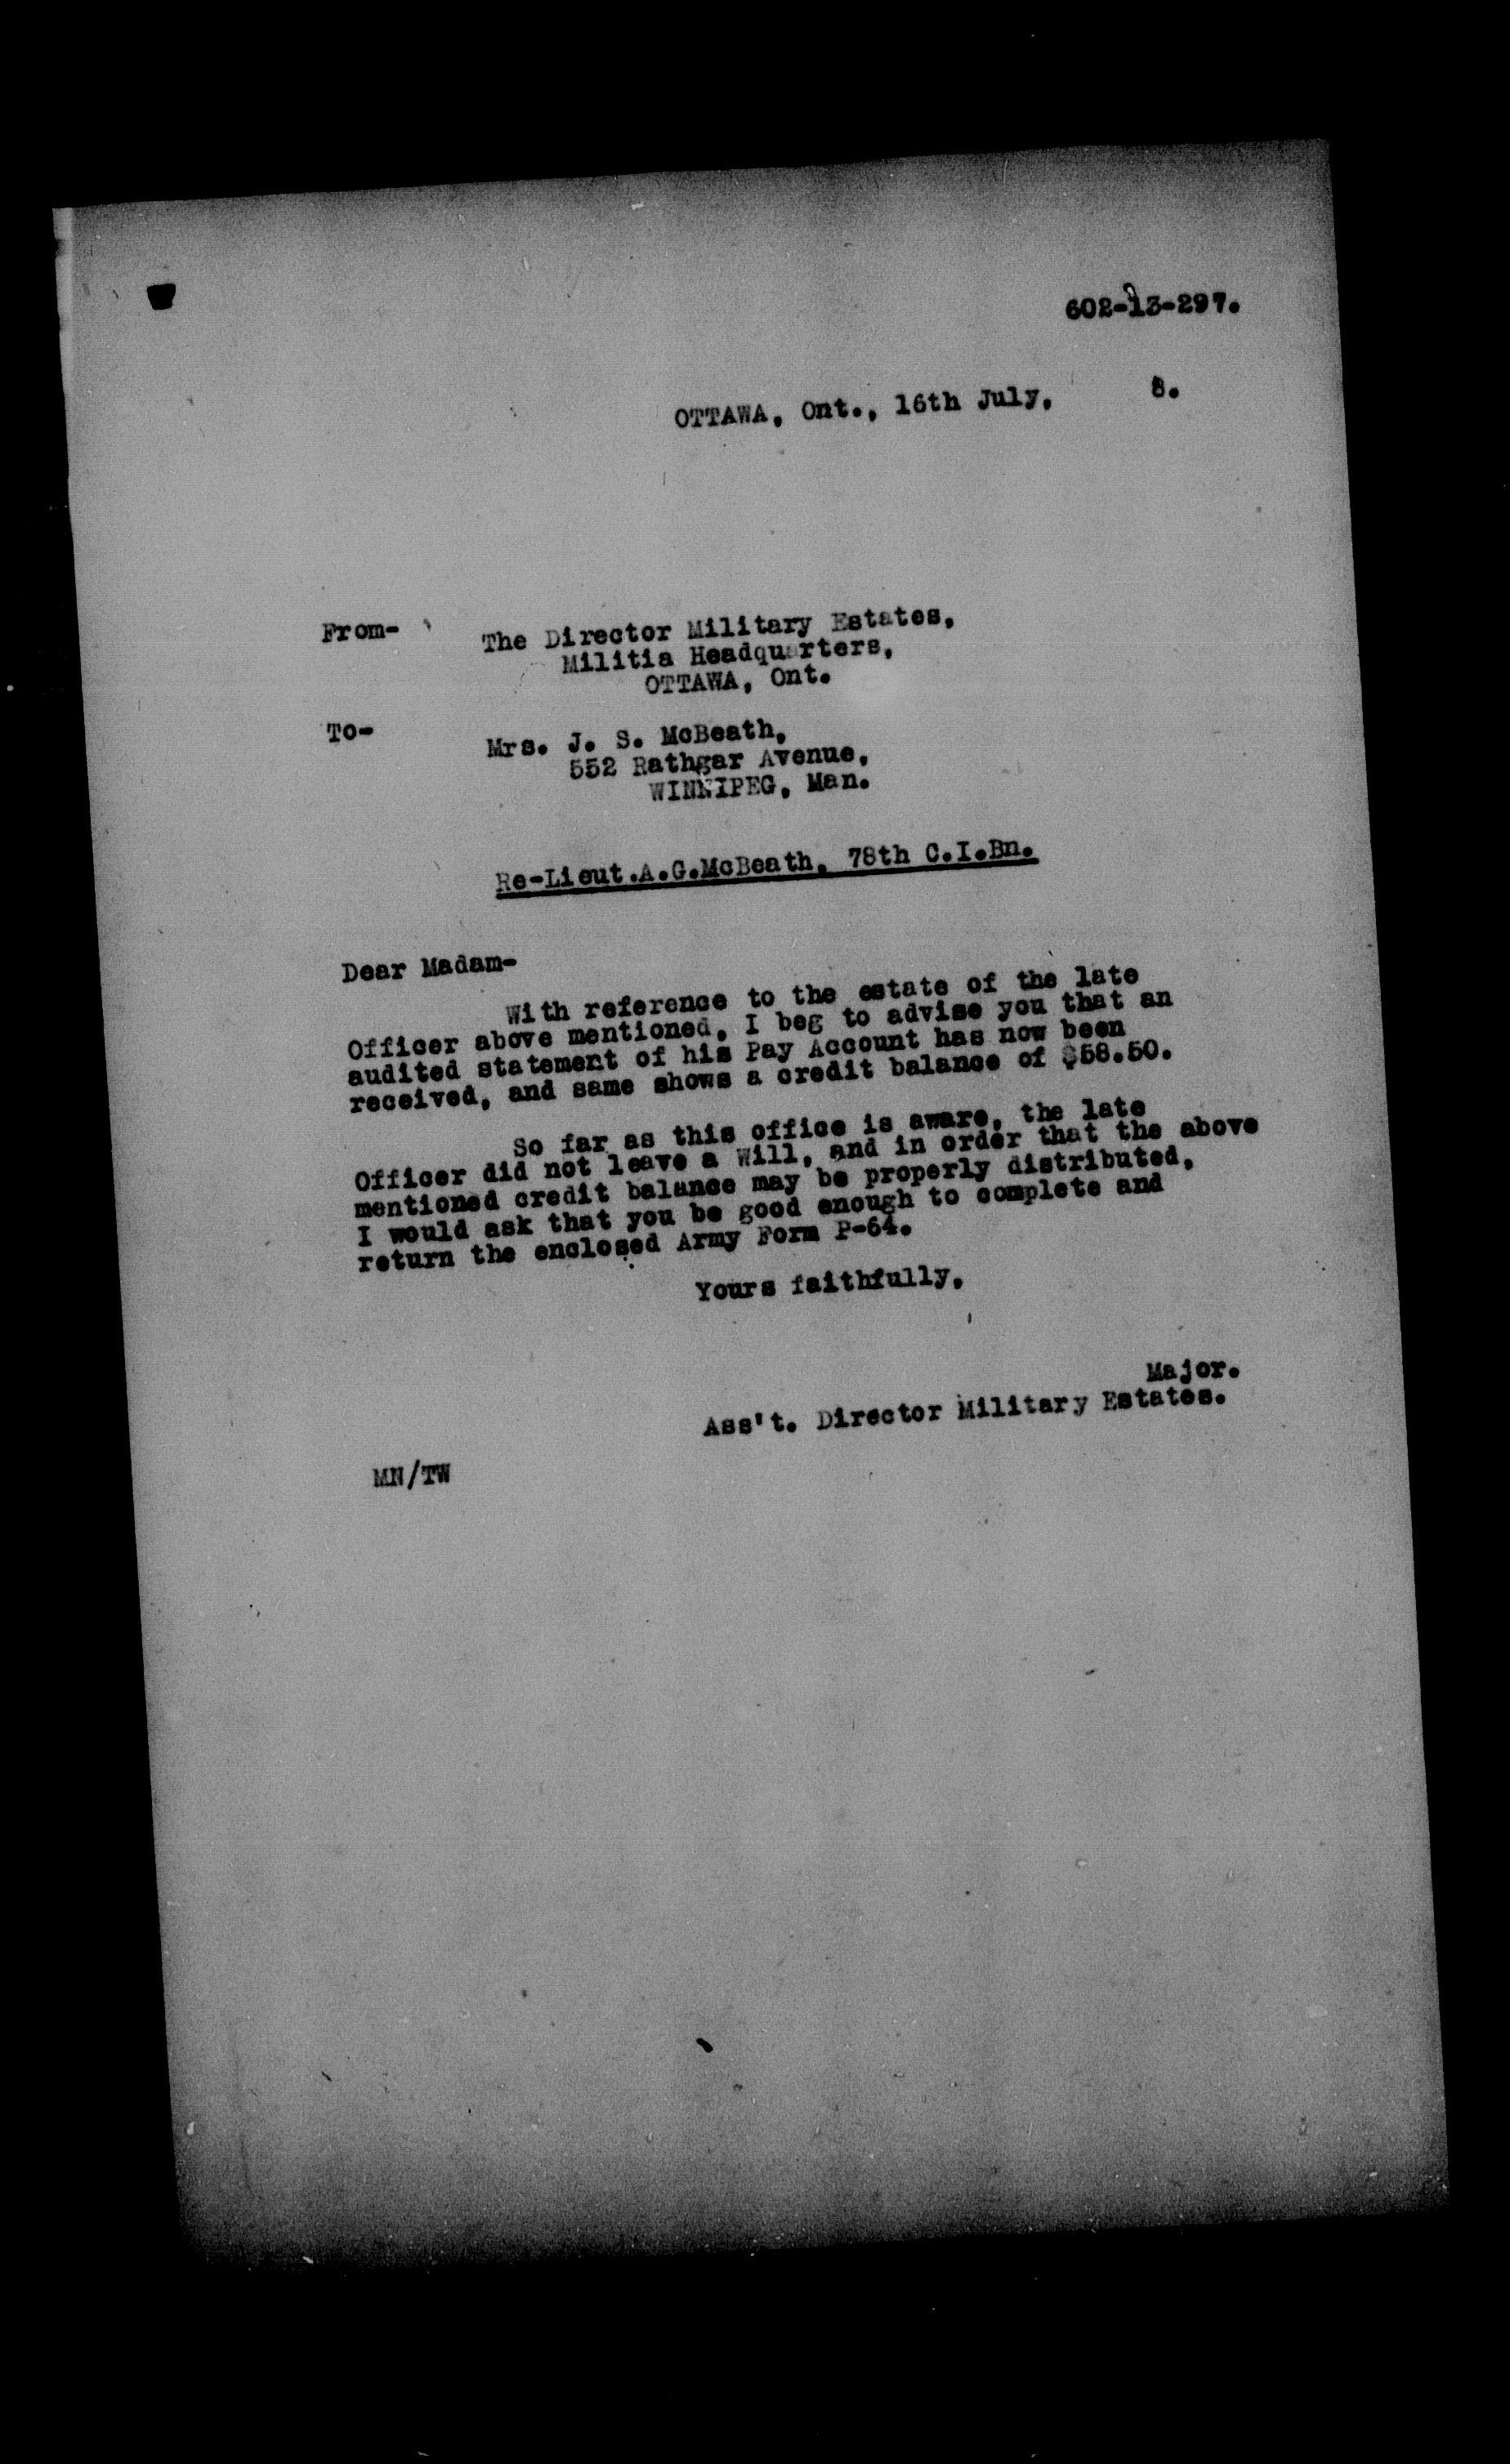 602-13-297.
OTTAWA, Ont., 16th July, 8.
From- The Director Military Estates,
Militia Headquarters,
OTTAWA, Ont.
To- Mrs. J. S. McBeath,
552 Rathgar Avenue,
WINNIPEG, Man.
Re-Lieut.A.G.McBeath, 78th C.I.Bn.
Dear Madam-
With reference to the estate of the late
Officer above mentioned, I beg to advise you that an
audited statement of his Pay Account has now been
received, and same shows a credit balance of $58.50.
So far as this office is aware, the late
Officer did not leave a Will, and in order that the above
mentioned credit balance may be properly distributed,
I would ask that you be good enough to complete and
return the enclosed Army Form P-64.
Yours faithfully,
Major.
Ass't. Director Military Estates.
MN/TW